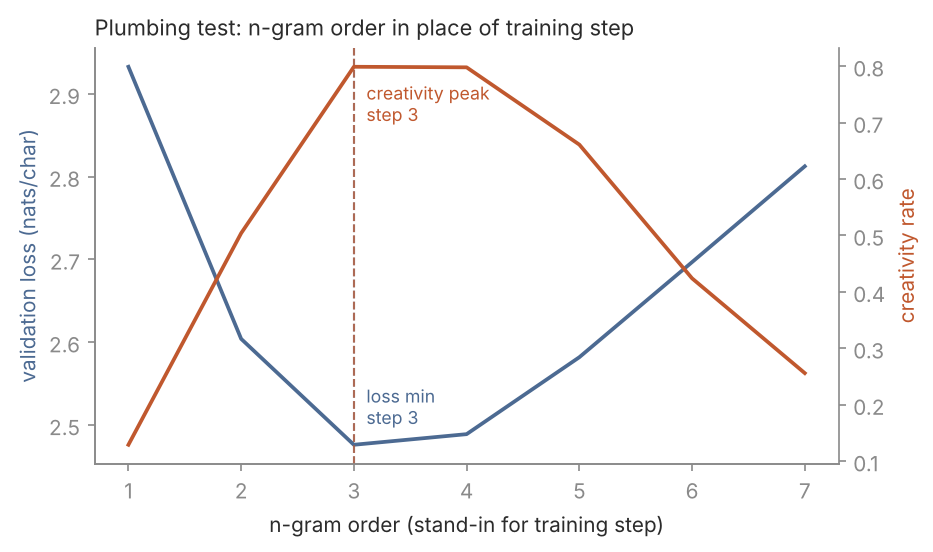 Plumbing test: n-gram order in place of training step
validation loss (nats/char)
2.9
2.8
2.7
2.6
2.5
creativity peak
step 3
loss min
step 3
0.8
0.7
0.6
0.5
0.4
0.3
0.2
0.1
creativity rate
1 2 3 4 5 6 7
n-gram order (stand-in for training step)